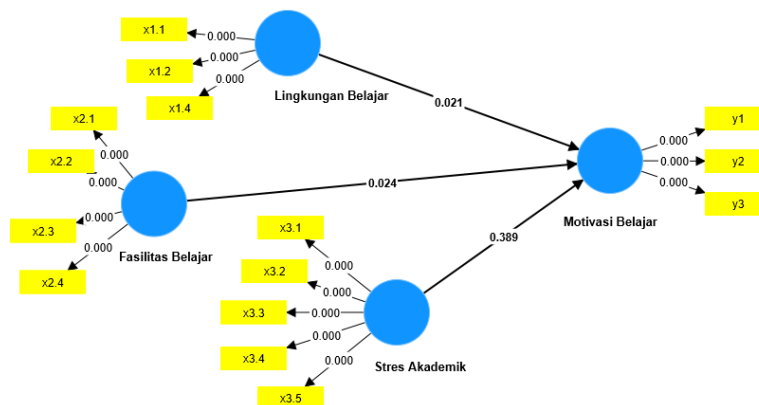 x1.1
0.000
x1.2
0.000
x1.4
0.000
Lingkungan Belajar
0.021
x2.1
0.000
x2.2
0.000
x2.3
0.000
x2.4
0.000
Fasilitas Belajar
0.024
x3.1
0.000
x3.2
0.000
x3.3
0.000
x3.4
0.000
x3.5
0.000
Stres Akademik
0.389
y1
0.000
y2
0.000
y3
0.000
Motivasi Belajar